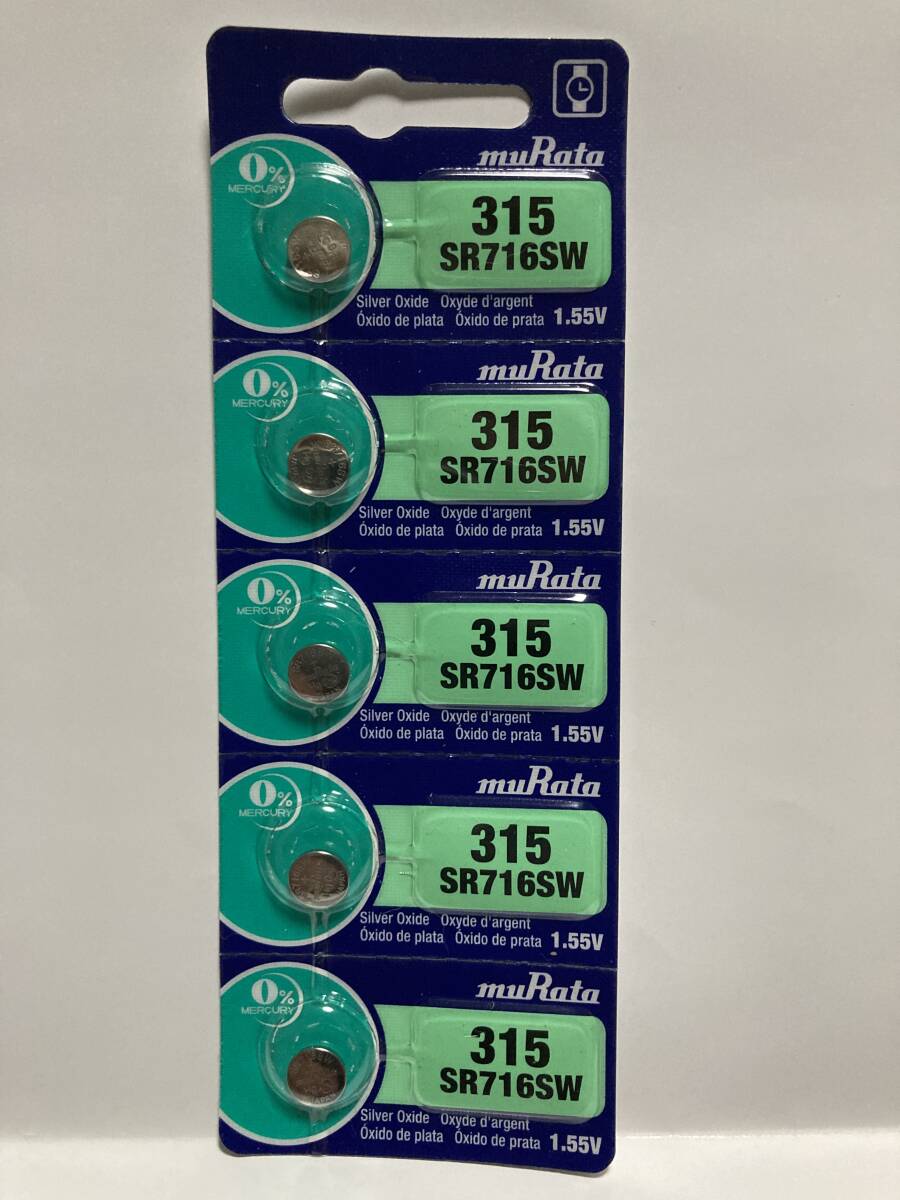 muRata
0%
MERCURY
315
SR716SW
Silver Oxide Oxyde d'argent
Óxido de plata Óxido de prata 1.55V
muRata
0%
MERCURY
315
SR716SW
Silver Oxide Oxyde d'argent
Óxido de plata Óxido de prata 1.55V
muRata
0%
MERCURY
315
SR716SW
Silver Oxide Oxyde d'argent
Óxido de plata Óxido de prata 1.55V
muRata
0%
MERCURY
315
SR716SW
Silver Oxide Oxyde d'argent
Óxido de plata Óxido de prata 1.55V
muRata
0%
MERCURY
315
SR716SW
JAPAN
Silver Oxide Oxyde d'argent
Óxido de plata Óxido de prata 1.55V